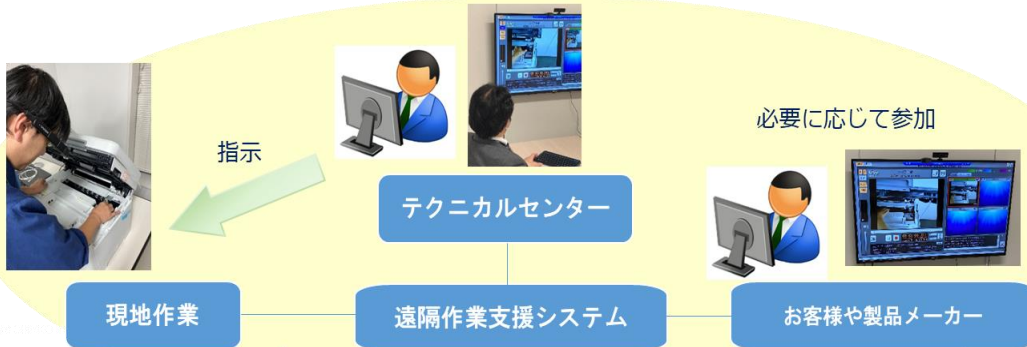 必要に応じて参加
指示
テクニカルセンター
現地作業
遠隔作業支援システム
お客様や製品メーカー